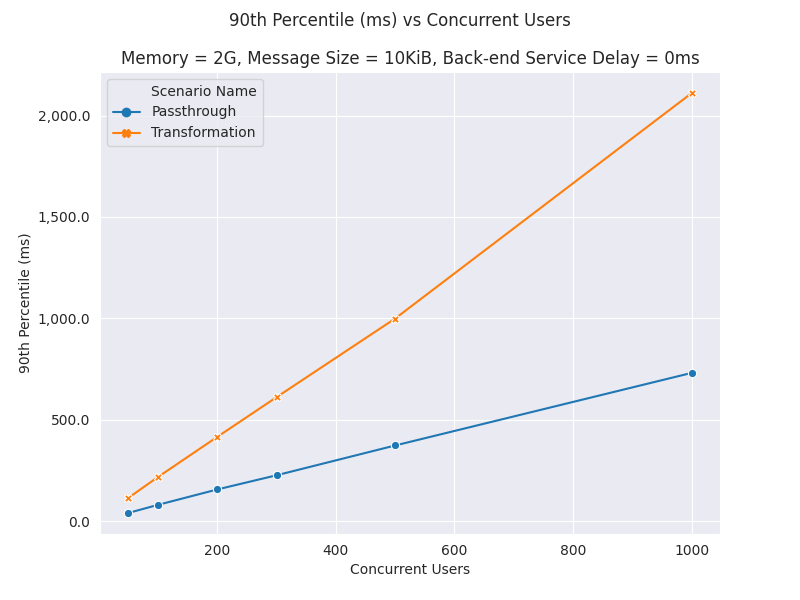 90th Percentile (ms) vs Concurrent Users
Memory = 2G, Message Size = 10KiB, Back-end Service Delay = 0ms
Scenario Name
Passthrough
Transformation
2,000.0
1,500.0
1,000.0
500.0
0.0
90th Percentile (ms)
200 400 600 800 1000
Concurrent Users